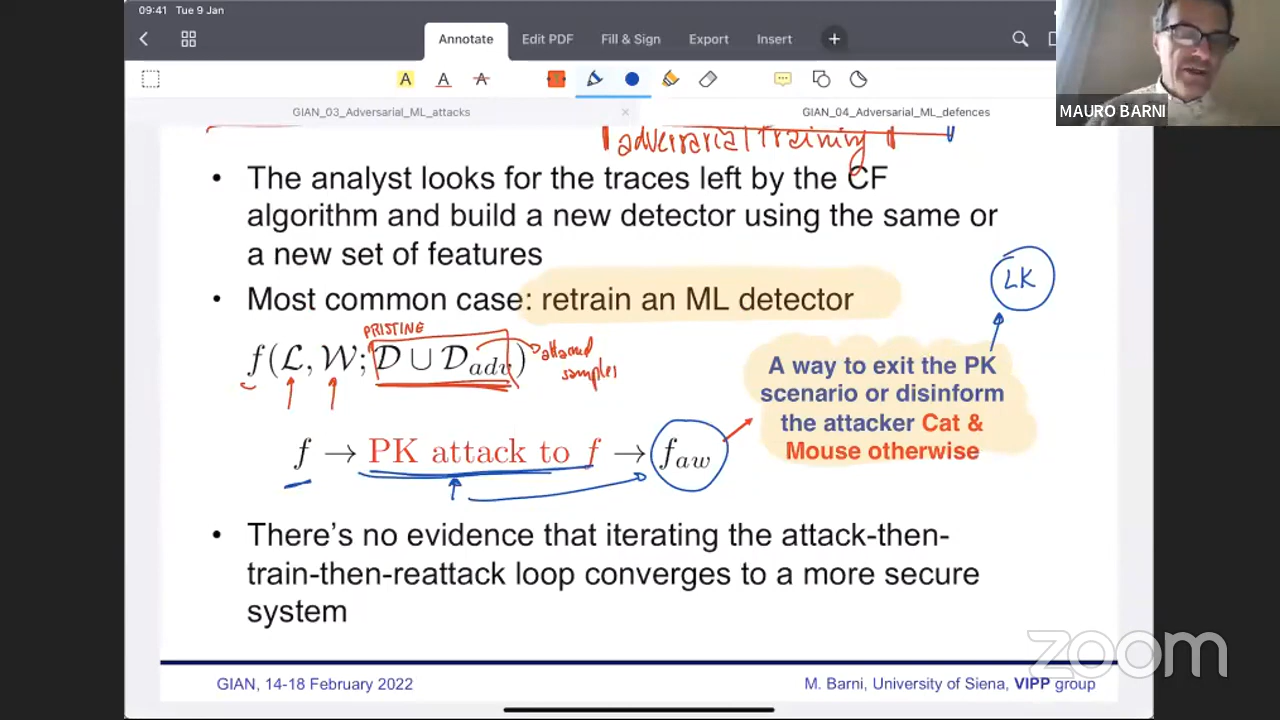 09:41 Tue 9 Jan
Annotate Edit PDF Fill & Sign Export Insert
MAURO BARNI
GIAN_03_Adversarial_ML_attacks
GIAN_04_Adversarial_ML_defences
adversarial training
• The analyst looks for the traces left by the CF
algorithm and build a new detector using the same or
a new set of features
• Most common case: retrain an ML detector
LK
PRISTINE
f(ℒ, 𝒲; 𝒟 ∪ 𝒟adv)
attacked
samples
A way to exit the PK
scenario or disinform
the attacker Cat &
Mouse otherwise
f → PK attack to f → faw
• There's no evidence that iterating the attack-then-
train-then-reattack loop converges to a more secure
system
zoom
GIAN, 14-18 February 2022
M. Barni, University of Siena, VIPP group